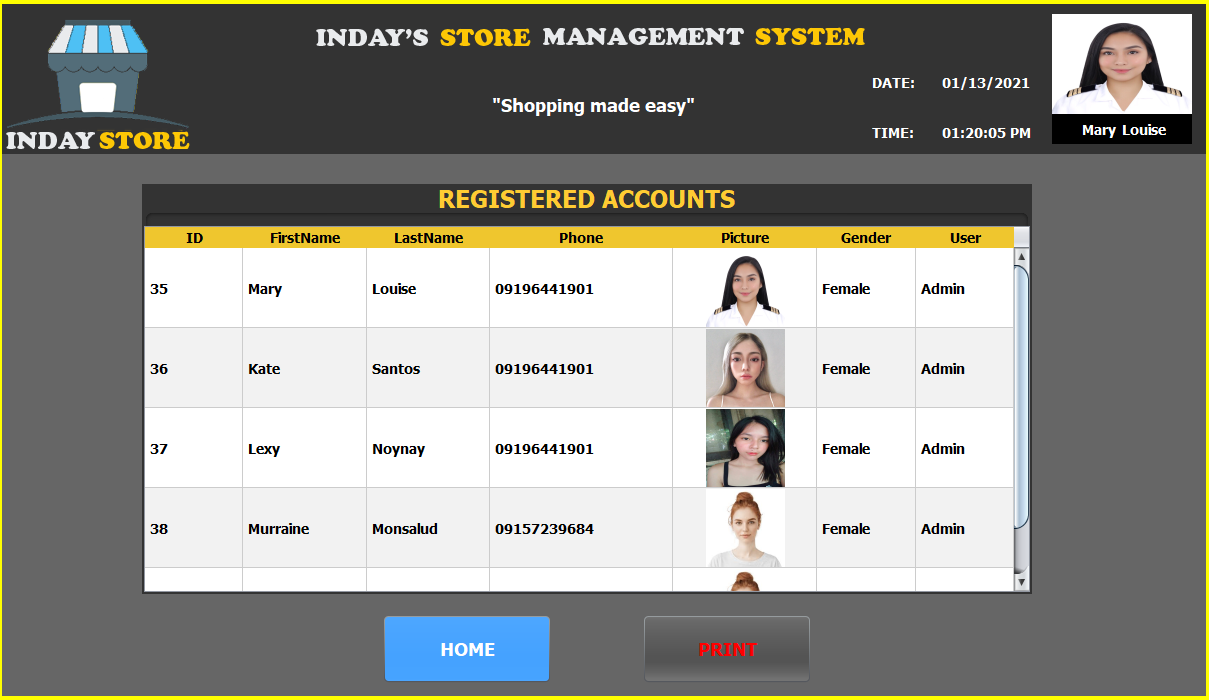 INDAY'S STORE MANAGEMENT SYSTEM
"Shopping made easy"
DATE: 01/13/2021
TIME: 01:20:05 PM
Mary Louise
INDAY STORE
REGISTERED ACCOUNTS
ID FirstName LastName Phone Picture Gender User
35 Mary Louise 09196441901 Female Admin
36 Kate Santos 09196441901 Female Admin
37 Lexy Noynay 09196441901 Female Admin
38 Murraine Monsalud 09157239684 Female Admin
HOME PRINT